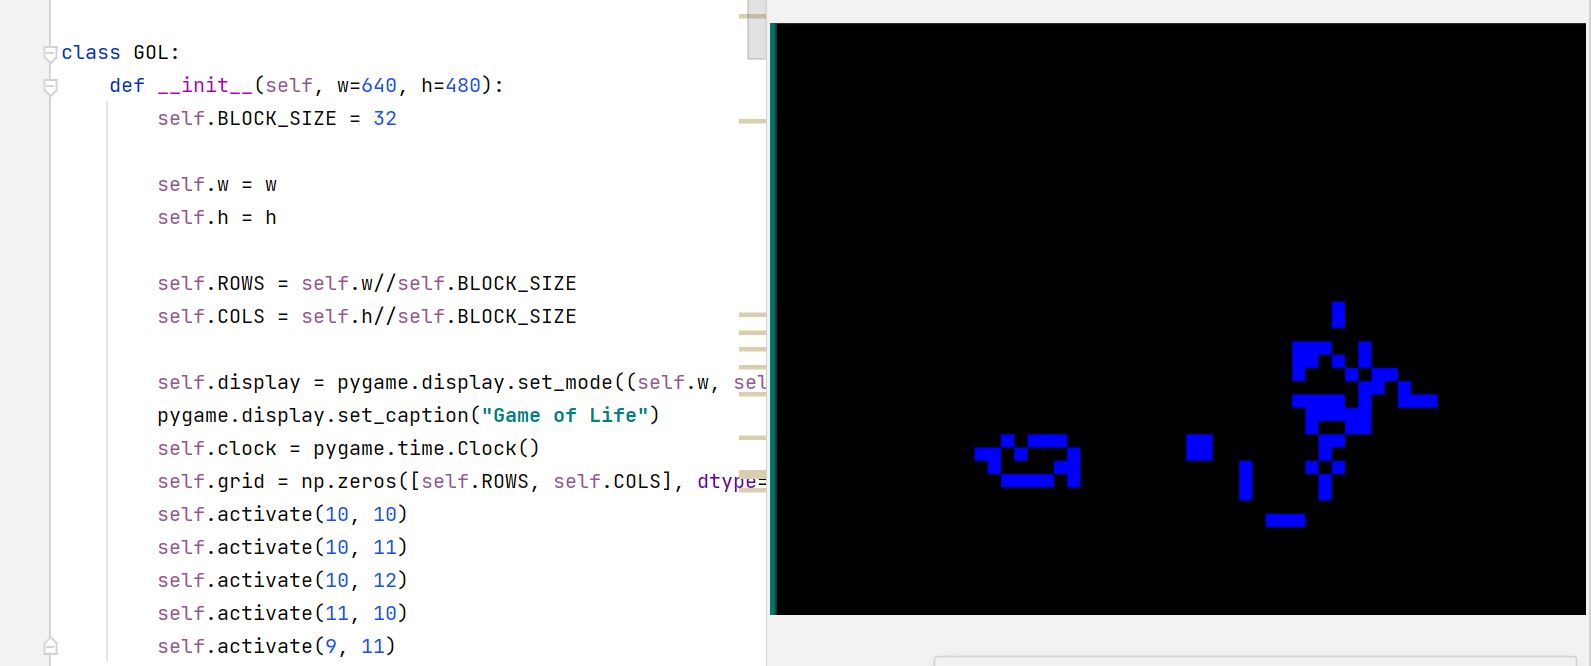 class GOL:
def __init__(self, w=640, h=480):
self.BLOCK_SIZE = 32
self.w = w
self.h = h
self.ROWS = self.w//self.BLOCK_SIZE
self.COLS = self.h//self.BLOCK_SIZE
self.display = pygame.display.set_mode((self.w, sel
pygame.display.set_caption("Game of Life")
self.clock = pygame.time.Clock()
self.grid = np.zeros([self.ROWS, self.COLS], dtype=
self.activate(10, 10)
self.activate(10, 11)
self.activate(10, 12)
self.activate(11, 10)
self.activate(9, 11)